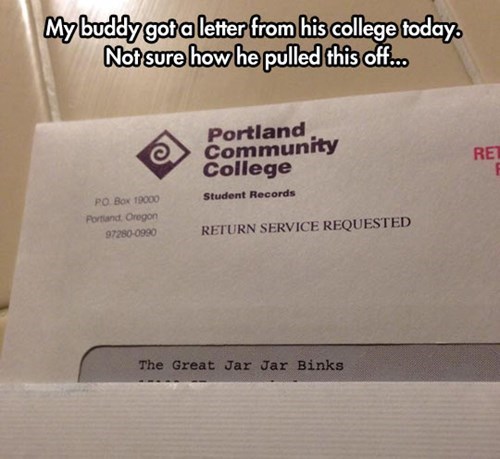 My buddy got a letter from his college today.
Not sure how he pulled this off...
Portland
Community
College
Student Records
P.O. Box 19000
Portland, Oregon
97280-0990
RETURN SERVICE REQUESTED
The Great Jar Jar Binks